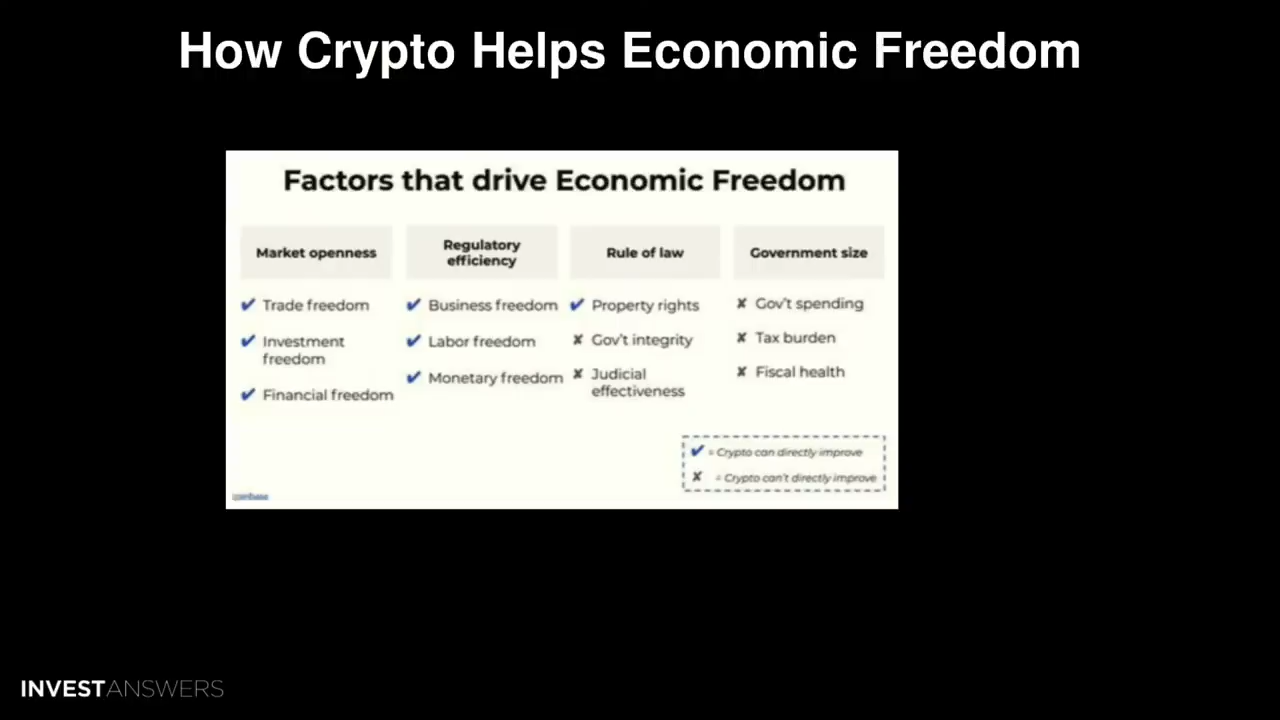 How Crypto Helps Economic Freedom
Factors that drive Economic Freedom
Market openness
✔ Trade freedom
✔ Investment
freedom
✔ Financial freedom
Regulatory
efficiency
✔ Business freedom
✔ Labor freedom
✔ Monetary freedom
Rule of law
✔ Property rights
✘ Gov't integrity
✘ Judicial
effectiveness
Government size
✘ Gov't spending
✘ Tax burden
✘ Fiscal health
✔ = Crypto can directly improve
✘ = Crypto can't directly improve
coinbase
INVESTANSWERS